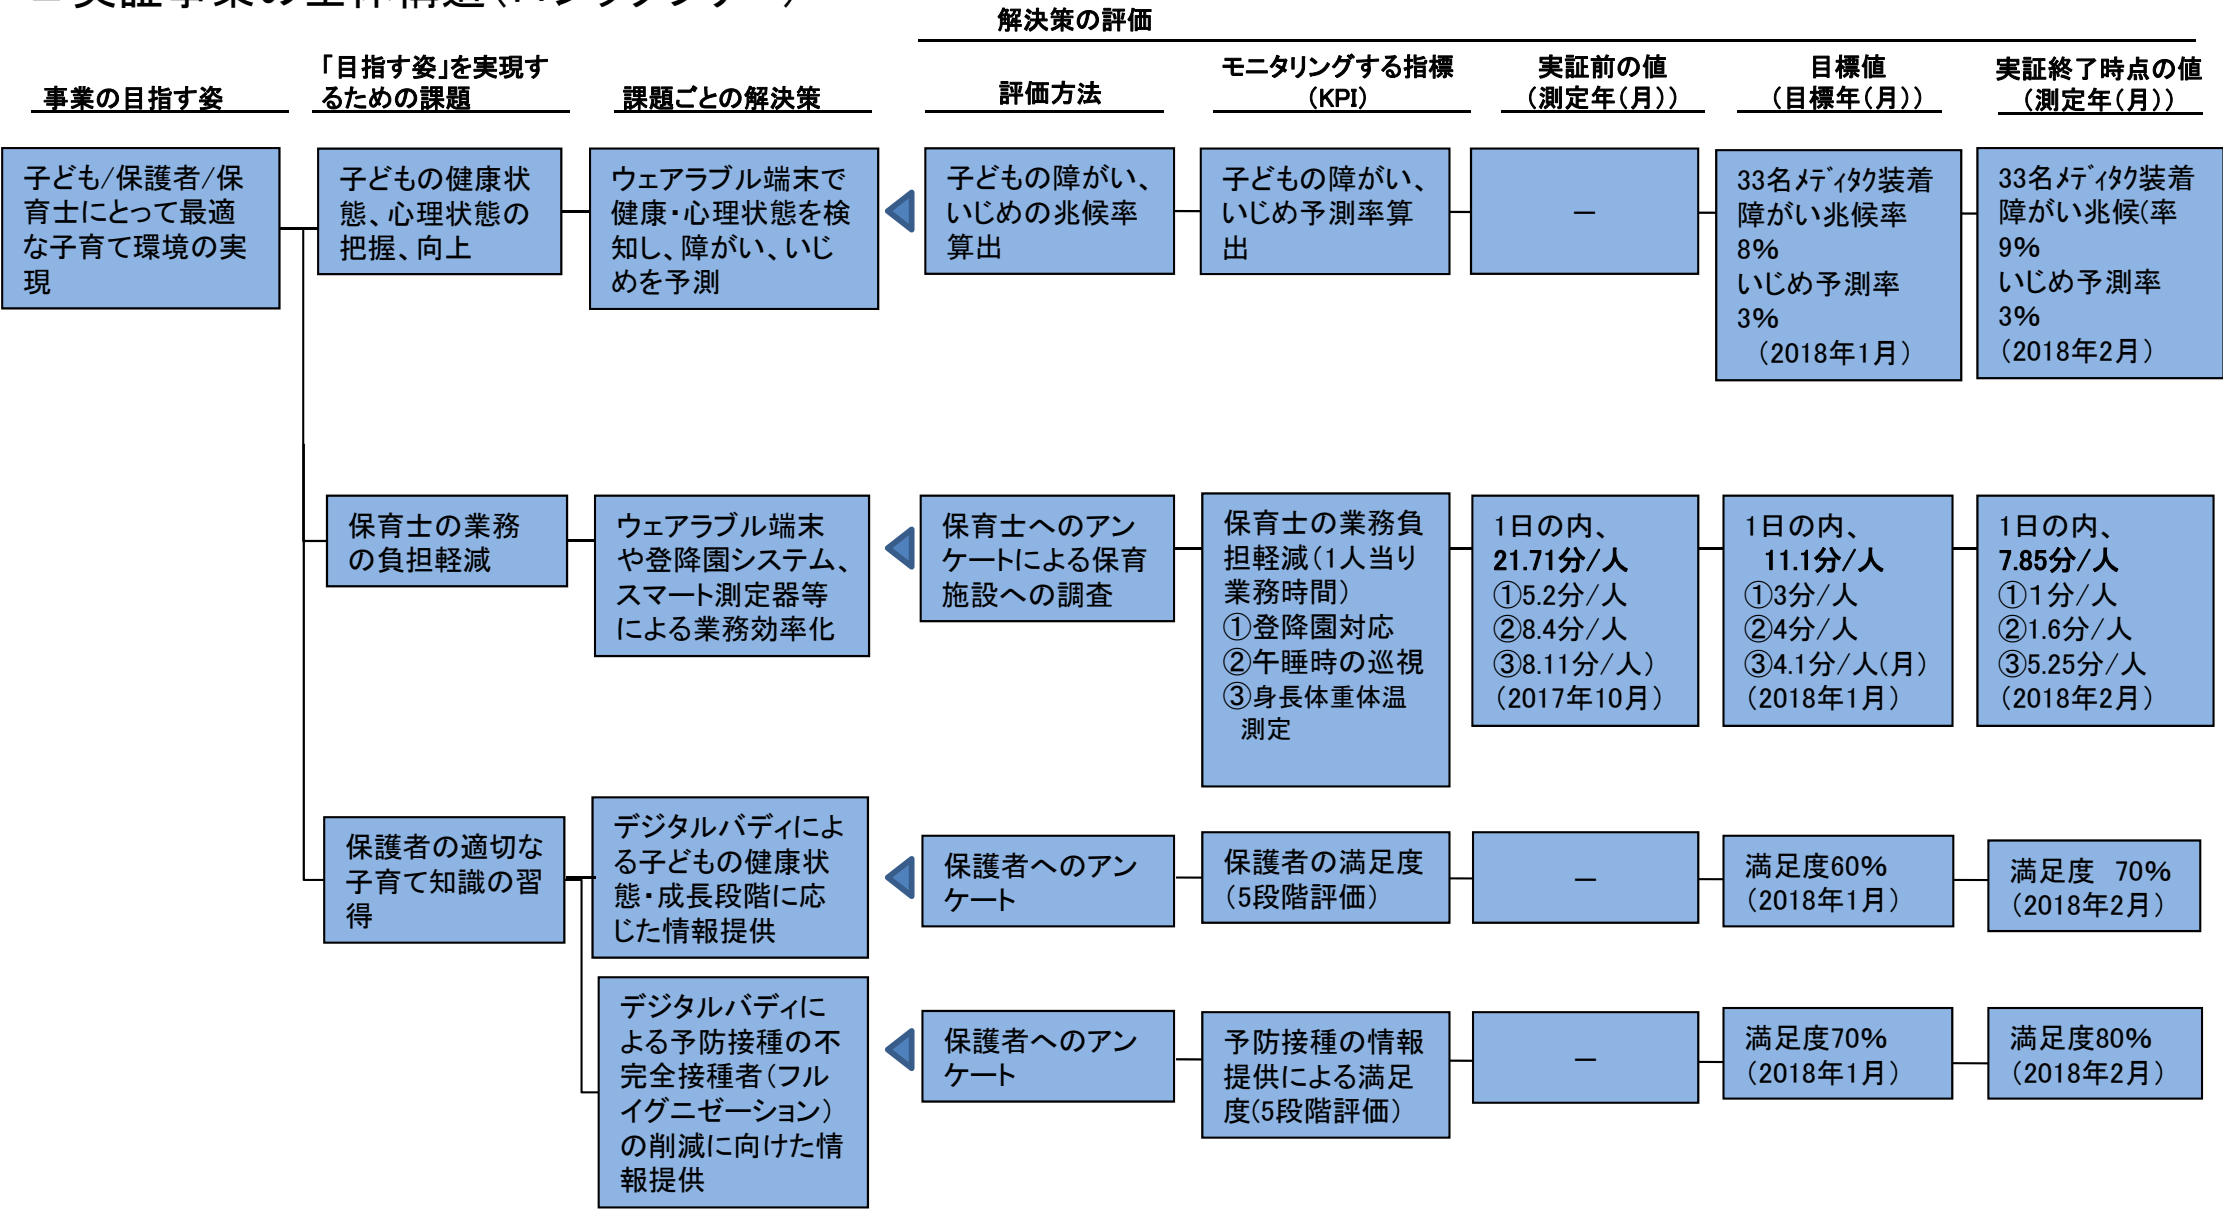 解決策の評価
事業の目指す姿
「目指す姿」を実現す
るための課題
課題ごとの解決策
評価方法
モニタリングする指標
（KPI）
実証前の値
（測定年（月））
目標値
（目標年（月））
実証終了時点の値
（測定年（月））
子ども/保護者/保
育士にとって最適
な子育て環境の実
現
子どもの健康状
態、心理状態の
把握、向上
ウェアラブル端末で
健康・心理状態を検
知し、障がい、いじ
めを予測
子どもの障がい、
いじめの兆候率
算出
子どもの障がい、
いじめ予測率算
出
－
33名ﾒﾃﾞｨﾀｸ装着
障がい兆候率
8%
いじめ予測率
3%
（2018年1月）
33名ﾒﾃﾞｨﾀｸ装着
障がい兆候(率
9%
いじめ予測率
3%
（2018年2月）
保育士の業務
の負担軽減
ウェアラブル端末
や登降園システム、
スマート測定器等
による業務効率化
保育士へのアン
ケートによる保育
施設への調査
保育士の業務負
担軽減（1人当り
業務時間）
①登降園対応
②午睡時の巡視
③身長体重体温
測定
1日の内、
21.71分/人
①5.2分/人
②8.4分/人
③8.11分/人）
（2017年10月）
1日の内、
11.1分/人
①3分/人
②4分/人
③4.1分/人(月)
（2018年1月）
1日の内、
7.85分/人
①１分/人
②1.6分/人
③5.25分/人
（2018年2月）
保護者の適切な
子育て知識の習
得
デジタルバディによ
る子どもの健康状
態・成長段階に応
じた情報提供
保護者へのアン
ケート
保護者の満足度
（5段階評価）
－
満足度60%
（2018年1月）
満足度　70%
（2018年2月）
デジタルバディに
よる予防接種の不
完全接種者（フル
イグニゼーション）
の削減に向けた情
報提供
保護者へのアン
ケート
予防接種の情報
提供による満足
度(5段階評価）
－
満足度70%
（2018年1月）
満足度80%
（2018年2月）